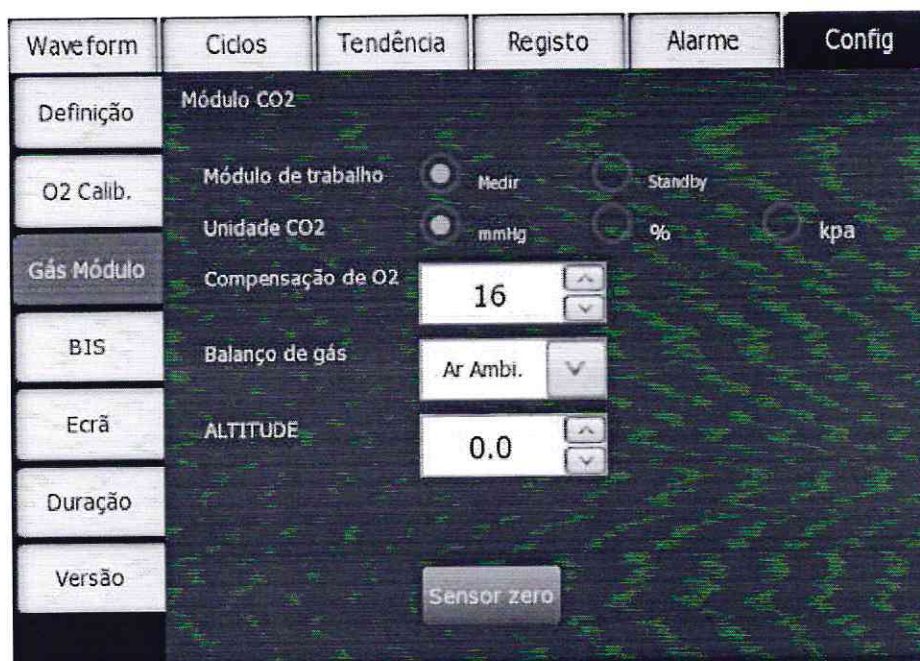 Waveform Ciclos Tendência Registo Alarme Config
Definição
O2 Calib.
Gás Módulo
BIS
Ecrã
Duração
Versão
Módulo CO2
Módulo de trabalho Medir Standby
Unidade CO2 mmHg % kpa
Compensação de O2 16
Balanço de gás Ar Ambi.
ALTITUDE 0.0
Sensor zero